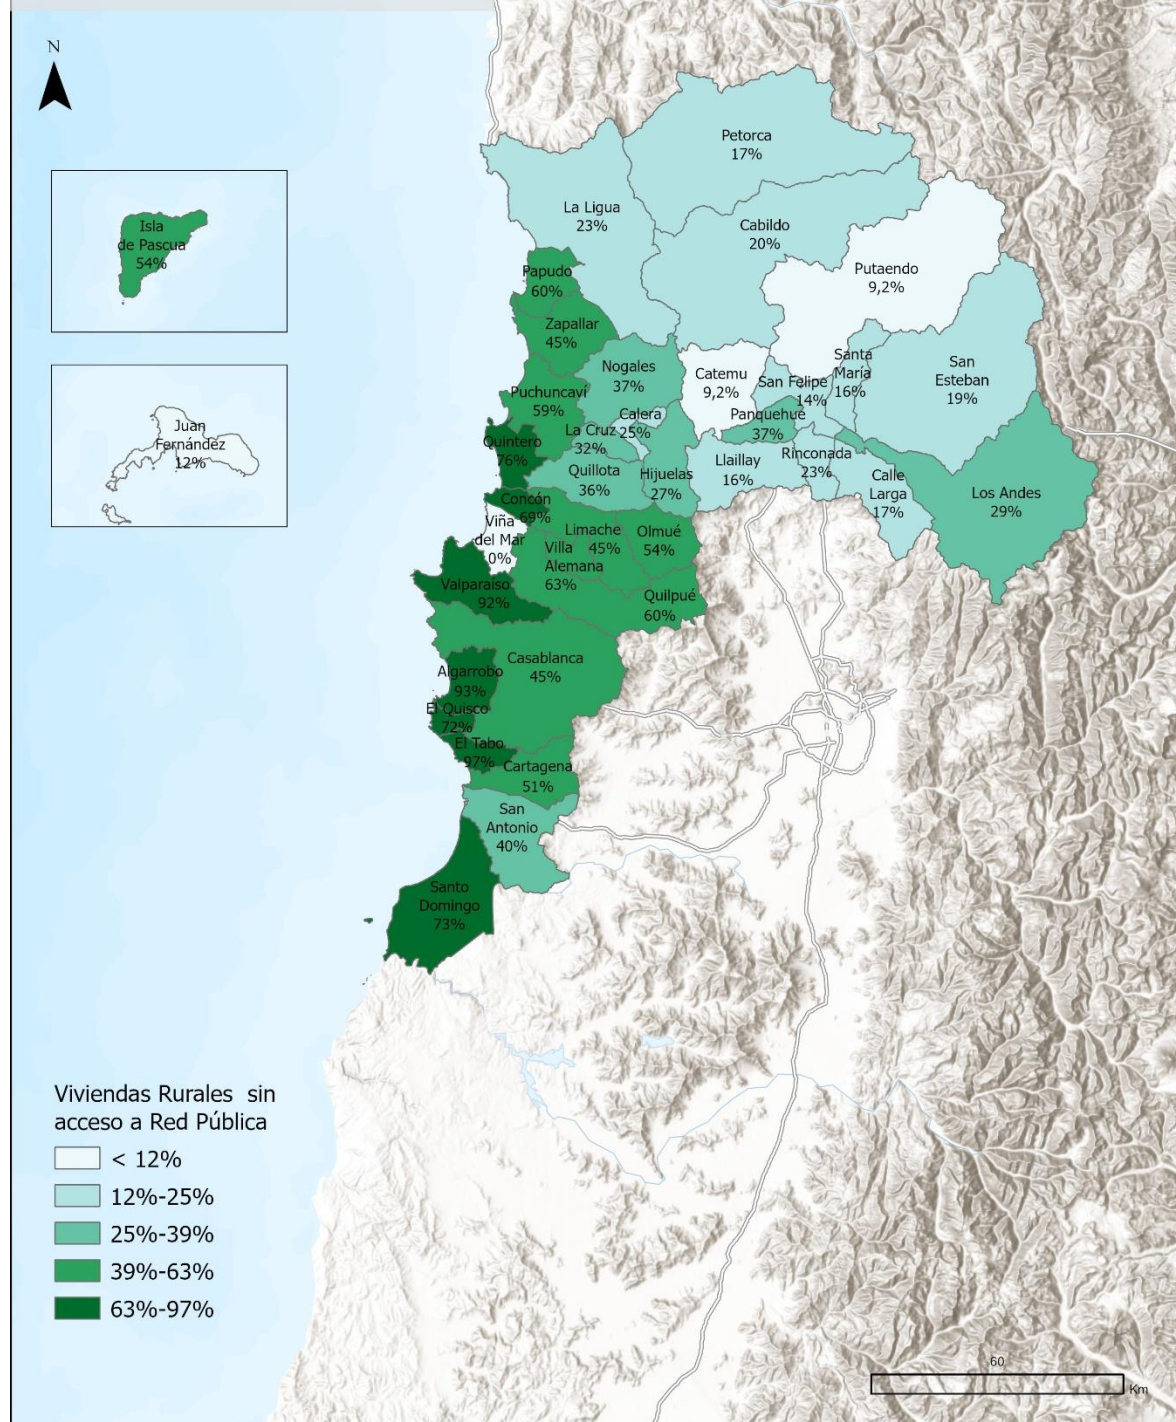 N
Petorca
17%
La Ligua
23%
Cabildo
20%
Isla
de Pascua
54%
Putaendo
9,2%
Papudo
60%
Zapallar
45%
Nogales
37%
Catemu
9,2%
Santa
María
16%
San Felipe
14%
San
Esteban
19%
Puchuncaví
59%
Calera
25%
Panquehue
37%
Juan
Fernández
12%
Quintero
76%
La Cruz
32%
Quillota
36%
Hijuelas
27%
Llaillay
16%
Rinconada
23%
Calle
Larga
17%
Los Andes
29%
Concón
69%
Viña
del Mar
0%
Limache
45%
Olmué
54%
Villa
Alemana
63%
Valparaíso
92%
Quilpué
60%
Casablanca
45%
Algarrobo
93%
El Quisco
72%
El Tabo
97%
Cartagena
51%
San
Antonio
40%
Santo
Domingo
73%
Viviendas Rurales sin
acceso a Red Pública
< 12%
12%-25%
25%-39%
39%-63%
63%-97%
60
Km